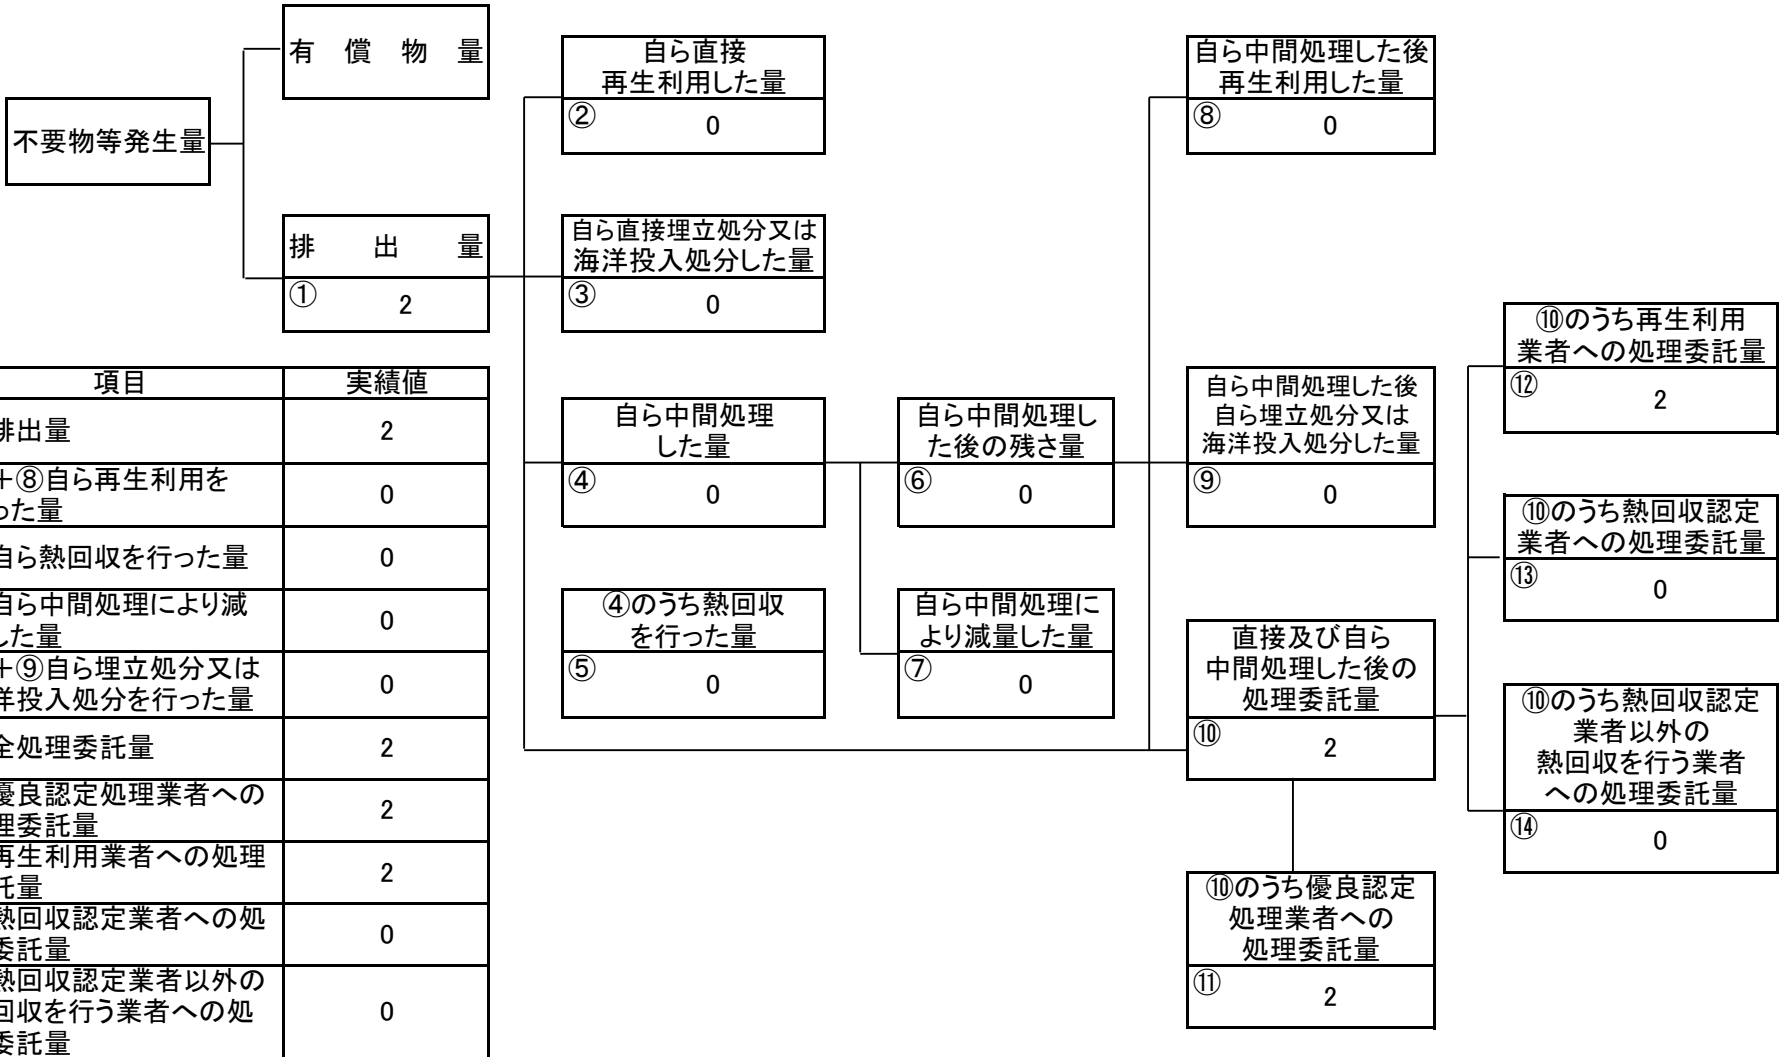 不要物等発生量
有償物量
排出量
①
2
自ら直接
再生利用した量
②
0
自ら直接埋立処分又は
海洋投入処分した量
③
0
自ら中間処理
した量
④
0
④のうち熱回収
を行った量
⑤
0
自ら中間処理し
た後の残さ量
⑥
0
自ら中間処理に
より減量した量
⑦
0
自ら中間処理した後
再生利用した量
⑧
0
自ら中間処理した後
自ら埋立処分又は
海洋投入処分した量
⑨
0
直接及び自ら
中間処理した後の
処理委託量
⑩
2
⑩のうち優良認定
処理業者への
処理委託量
⑪
2
⑩のうち再生利用
業者への処理委託量
⑫
2
⑩のうち熱回収認定
業者への処理委託量
⑬
0
⑩のうち熱回収認定
業者以外の
熱回収を行う業者
への処理委託量
⑭
0
項目 実績値
排出量
2
+⑧自ら再生利用を
った量
0
自ら熱回収を行った量
0
自ら中間処理により減
した量
0
+⑨自ら埋立処分又は
洋投入処分を行った量
0
全処理委託量
2
優良認定処理業者への
理委託量
2
再生利用業者への処理
託量
2
熱回収認定業者への処
委託量
0
熱回収認定業者以外の
回収を行う業者への処
委託量
0